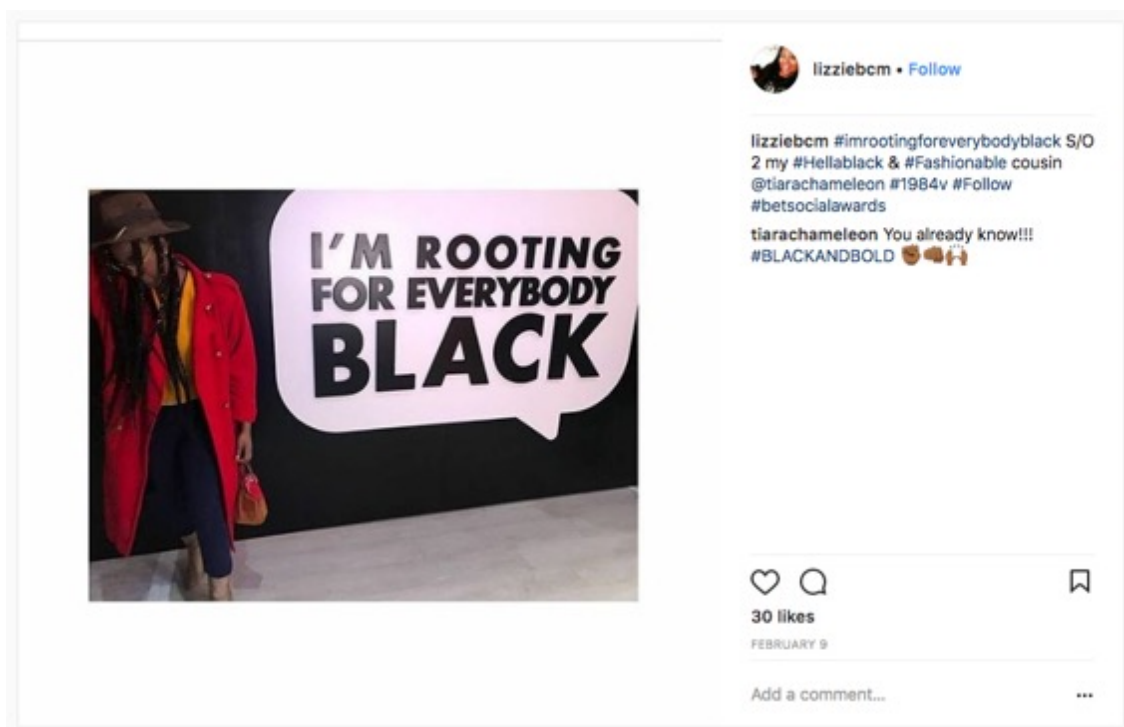 I'M ROOTING
FOR EVERYBODY
BLACK
lizziebcm • Follow
lizziebcm #imrootingforeverybodyblack S/O
2 my #Hellablack & #Fashionable cousin
@tiarachameleon #1984v #Follow
#betsocialawards
tiarachameleon You already know!!!
#BLACKANDBOLD ✊🏾👊🏾🙌🏾
30 likes
FEBRUARY 9
Add a comment...